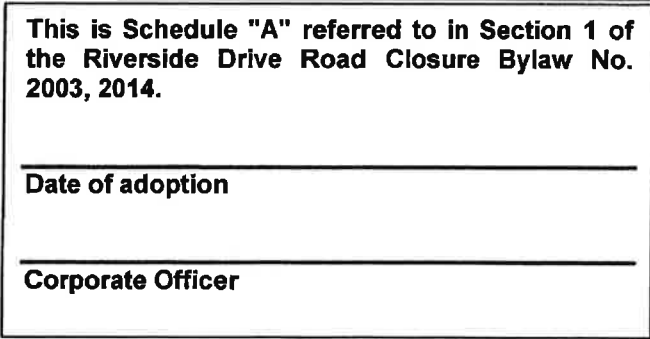 This is Schedule "A" referred to in Section 1 of
the Riverside Drive Road Closure Bylaw No.
2003, 2014.
Date of adoption
Corporate Officer